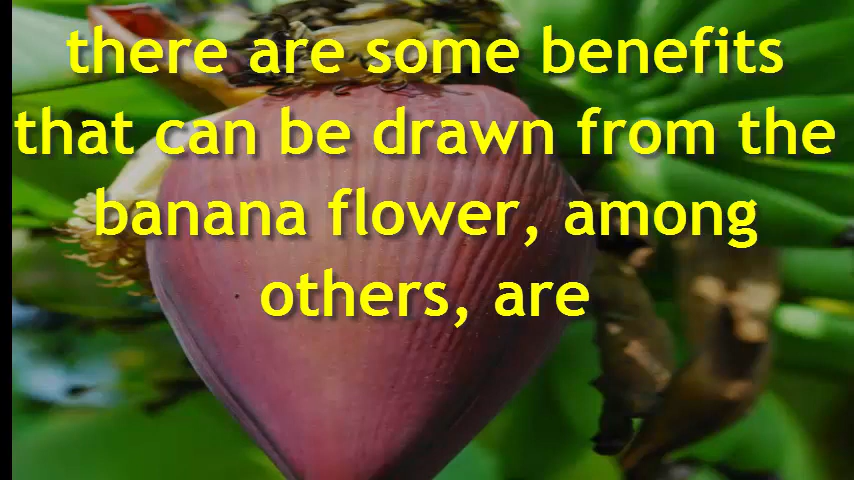 there are some benefits
that can be drawn from the
banana flower, among
others, are